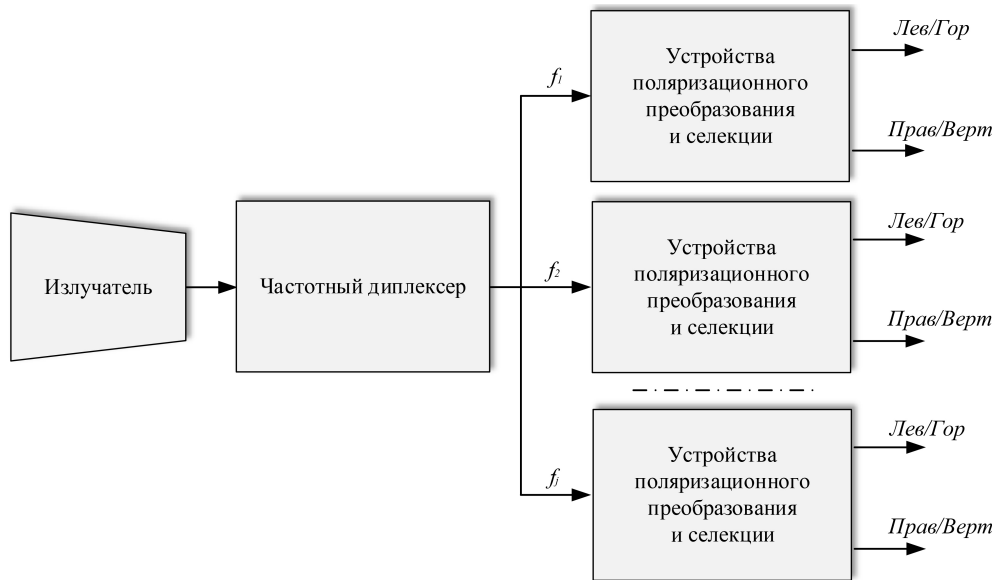 Излучатель
Частотный диплексер
f1
Устройства
поляризационного
преобразования
и селекции
Лев/Гор
Прав/Верт
f2
Устройства
поляризационного
преобразования
и селекции
Лев/Гор
Прав/Верт
fj
Устройства
поляризационного
преобразования
и селекции
Лев/Гор
Прав/Верт